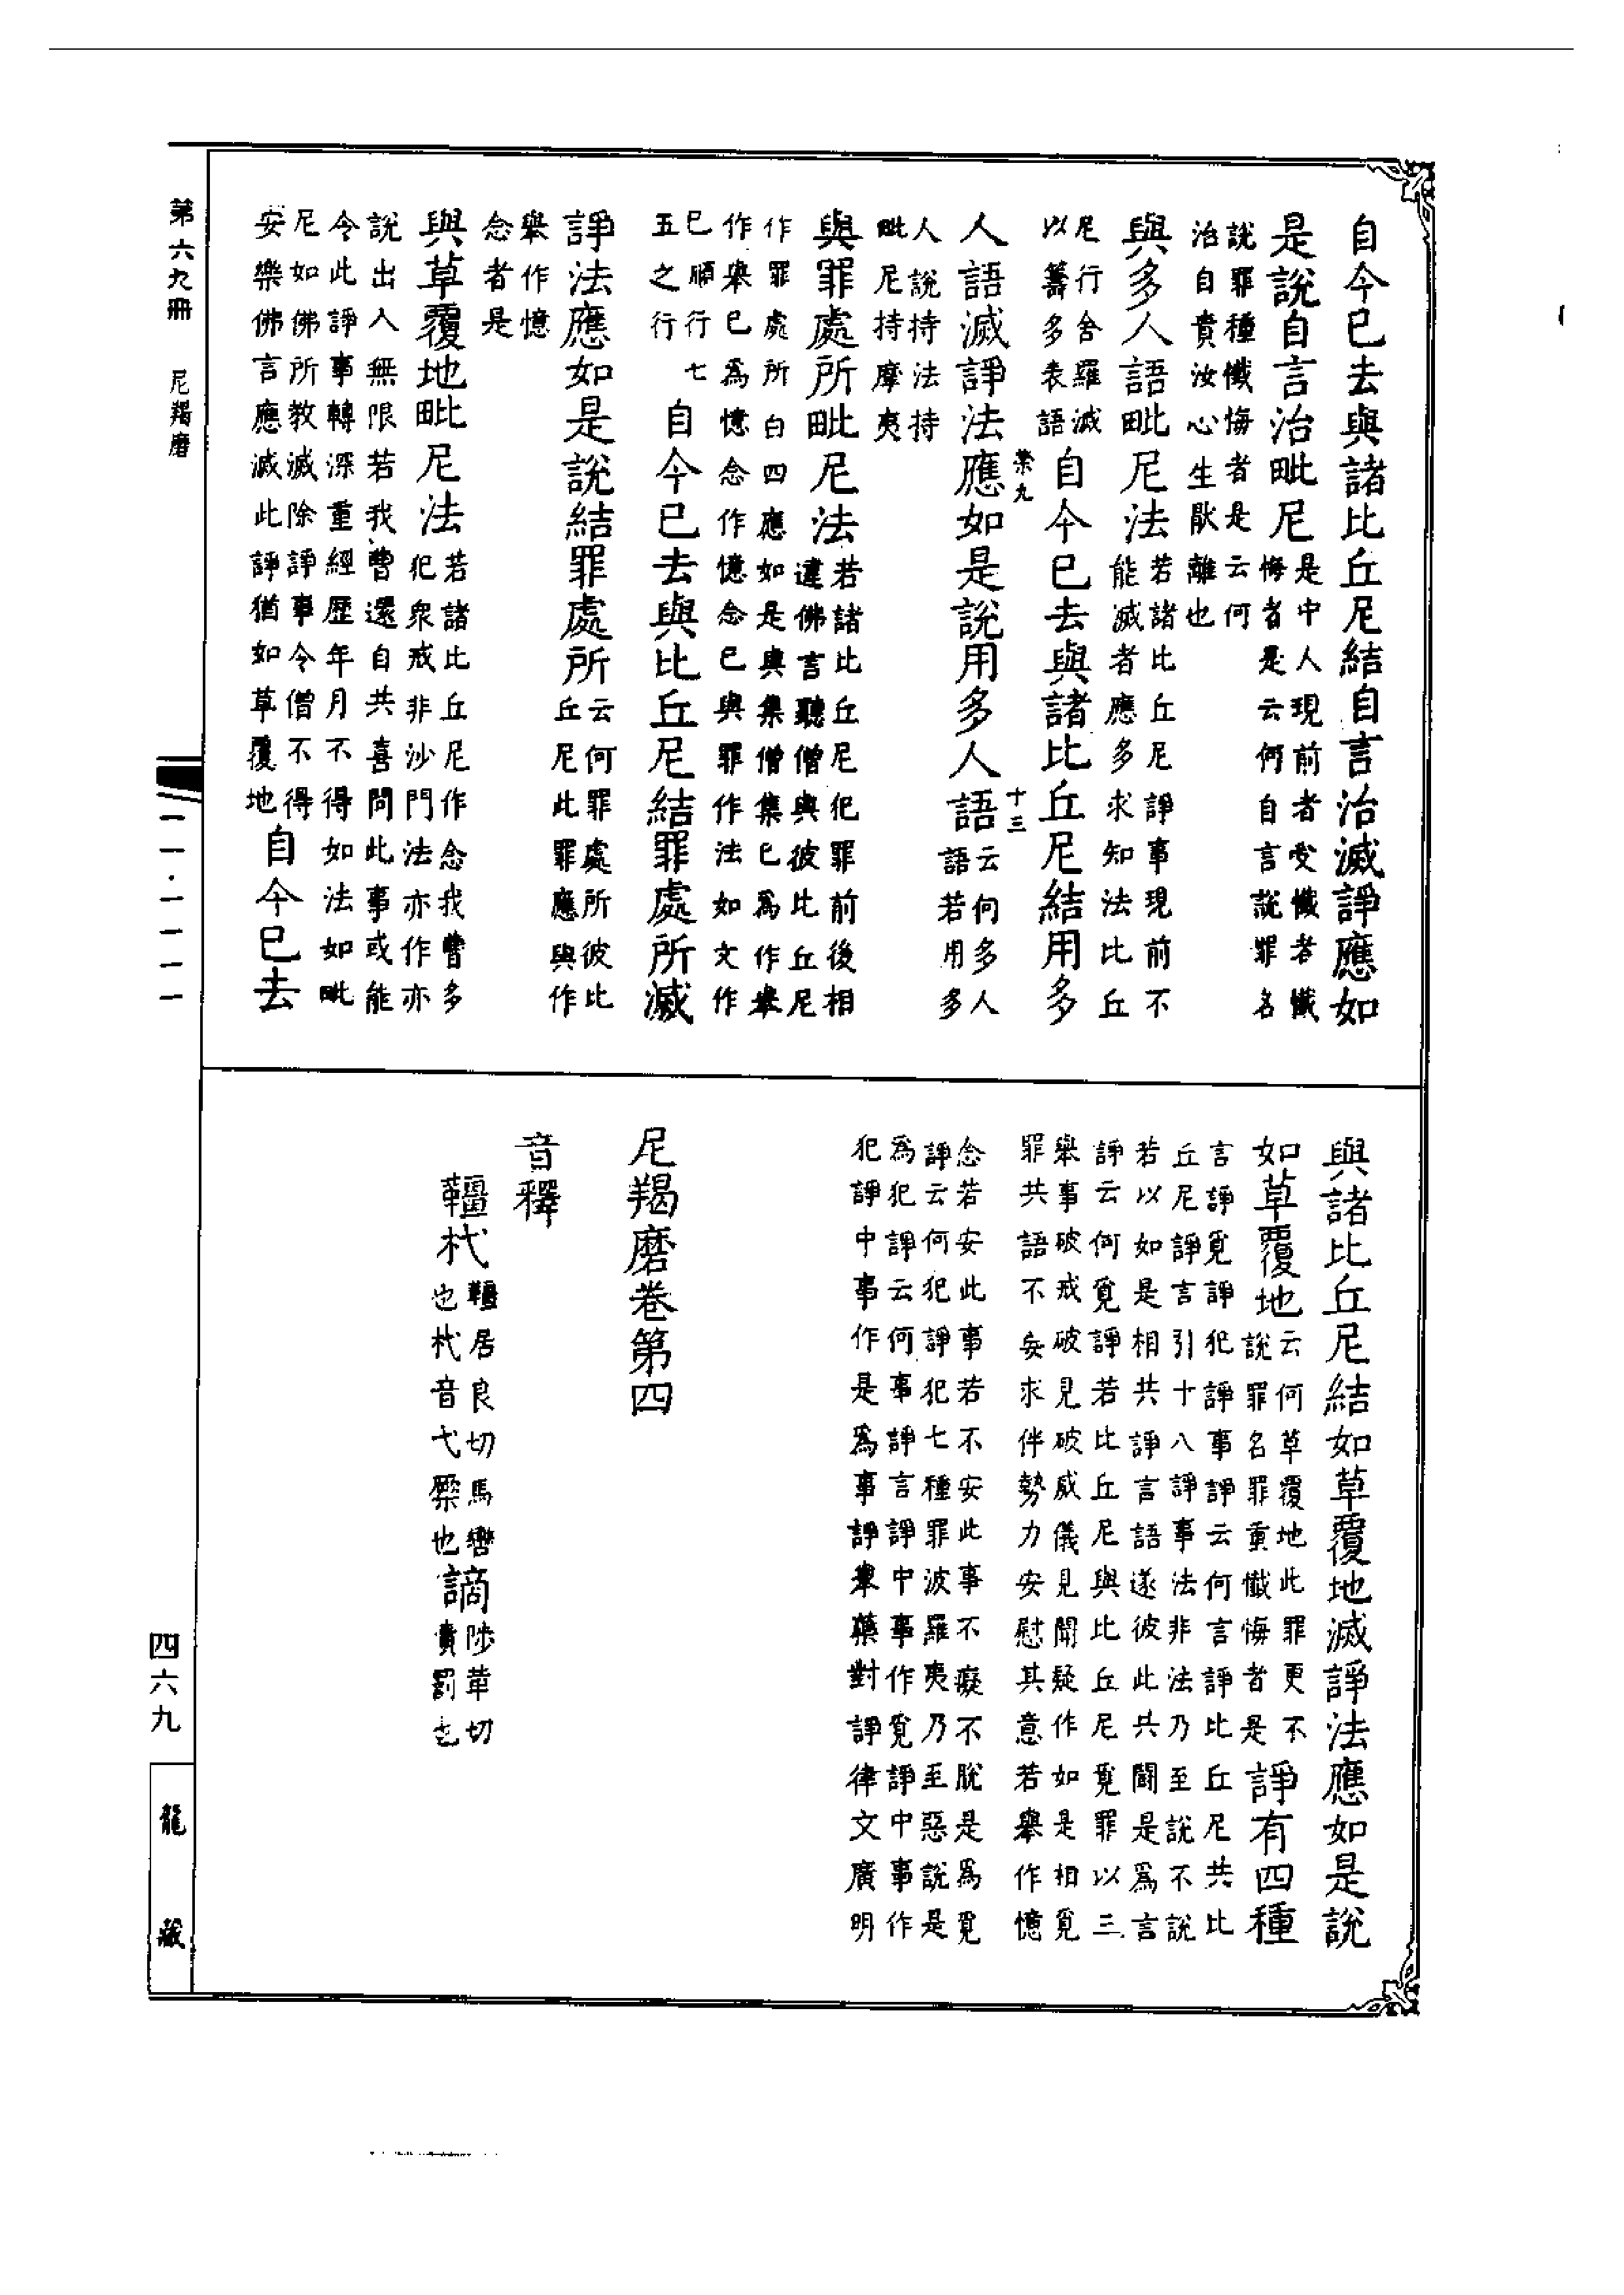 自今已去與諸比丘尼結自言治滅諍應如
是說自言治毗尼是中人現前者受懺者懺
悔者是云何自言說罪名
說罪種懺悔者是云何
治自責汝心生厭離也
與多人語毗尼法若諸比丘尼諍事現前不
能滅者應多求知法比丘
尼行舍羅滅
以籌多表語自今已去與諸比丘尼結用多
榮九 十三
人語滅諍法應如是說用多人語云何多人
語若用多
人說持法持
毗尼持摩夷
與罪處所毗尼法若諸比丘尼犯罪前後相
違佛言聽僧與彼比丘尼
作罪處所白四應如是與集僧集已為作舉
作舉已為憶念作憶念已與罪作法如文作
已順行七
五之行自今已去與比丘尼結罪處所滅
諍法應如是說結罪處所云何罪處所彼比
丘尼此罪應與作
舉作憶
念者是
與草覆地毗尼法若諸比丘尼作念我曹多
犯眾戒非沙門法亦作亦
說出入無限若我曹還自共喜問此事或能
令此諍事轉深重經歷年月不得如法如毗
尼如佛所教滅除諍事令僧不得
安樂佛言應滅此諍猶如草覆地自今已去
與諸比丘尼結如草覆地滅諍法應如是說
如草覆地云何草覆地此罪更不
說罪名罪重懺悔者是諍有四種
言諍覓諍犯諍事諍云何言諍比丘尼共比
丘尼諍言引十八諍事法非法乃至說不說
若以如是相共諍言語遂彼此共鬪是為言
諍云何覓諍若比丘尼與比丘尼覓罪以三
舉事破戒破見破威儀見聞疑作如是相覓
罪共語不妄求伴勢力安慰其意若舉作憶
念若安此事若不安此事不癡不脫是為覓
諍云何犯諍犯七種罪波羅夷乃至惡說是
為犯諍云何事諍言諍中事作覓諍中事作
犯諍中事作是為事諍舉藥對諍律文廣明
尼羯磨卷第四
音釋
韁杙韁居良切馬轡
也杙音弋橜也謫陟革切
責罰也
第六九冊 尼羯磨
一一·一一一一
四六九
龍藏